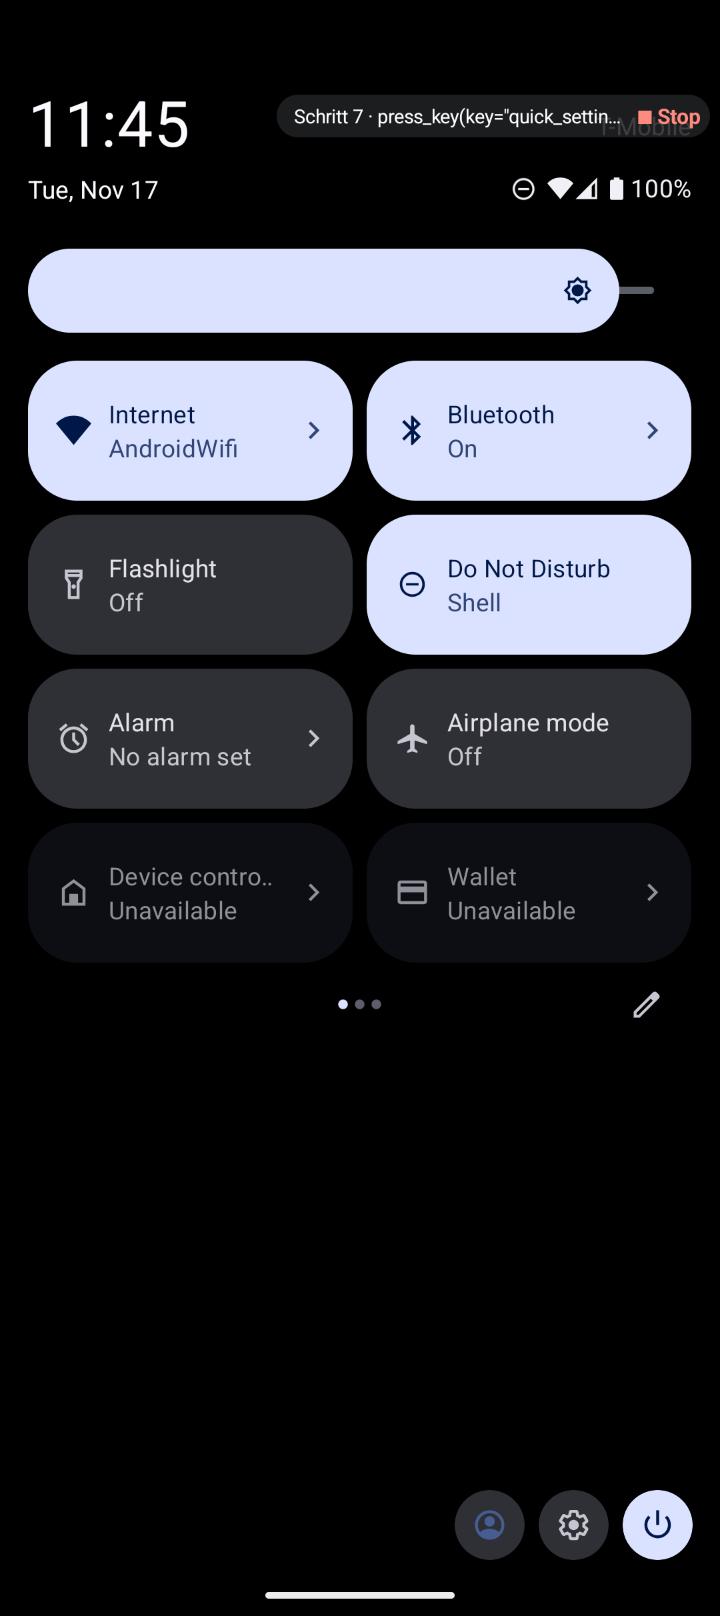 11:45
Schritt 7 · press_key(key="quick_settin... Stop
T-Mobile
Tue, Nov 17
100%
Internet
AndroidWifi
Bluetooth
On
Flashlight
Off
Do Not Disturb
Shell
Alarm
No alarm set
Airplane mode
Off
Device contro..
Unavailable
Wallet
Unavailable